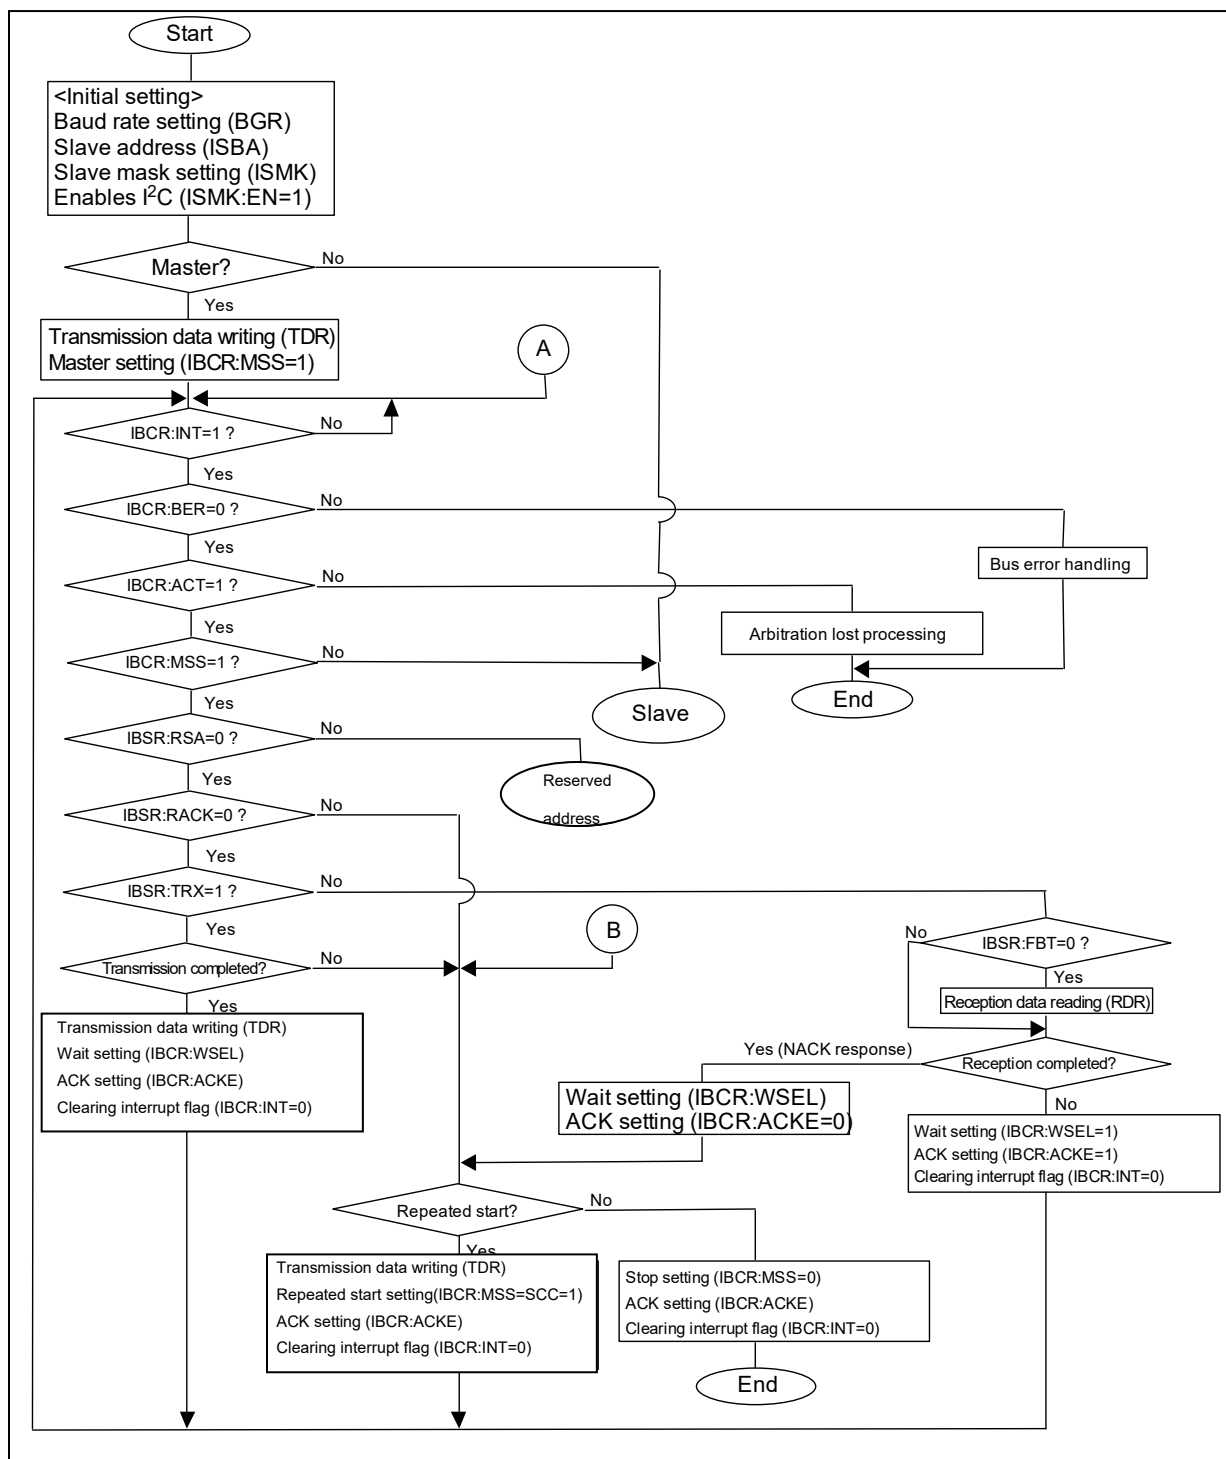 Start
<Initial setting>
Baud rate setting (BGR)
Slave address (ISBA)
Slave mask setting (ISMK)
Enables I²C (ISMK:EN=1)
Master?
No
Yes
Transmission data writing (TDR)
Master setting (IBCR:MSS=1)
A
IBCR:INT=1 ?
No
Yes
IBCR:BER=0 ?
No
Bus error handling
Yes
IBCR:ACT=1 ?
No
Arbitration lost processing
End
Yes
IBCR:MSS=1 ?
No
Slave
Yes
IBSR:RSA=0 ?
No
Reserved
address
Yes
IBSR:RACK=0 ?
No
Yes
IBSR:TRX=1 ?
No
Yes
B
No
IBSR:FBT=0 ?
Yes
Reception data reading (RDR)
Transmission completed?
No
Yes
Transmission data writing (TDR)
Wait setting (IBCR:WSEL)
ACK setting (IBCR:ACKE)
Clearing interrupt flag (IBCR:INT=0)
Yes (NACK response)
Reception completed?
No
Wait setting (IBCR:WSEL)
ACK setting (IBCR:ACKE=0)
Wait setting (IBCR:WSEL=1)
ACK setting (IBCR:ACKE=1)
Clearing interrupt flag (IBCR:INT=0)
Repeated start?
No
Yes
Transmission data writing (TDR)
Repeated start setting(IBCR:MSS=SCC=1)
ACK setting (IBCR:ACKE)
Clearing interrupt flag (IBCR:INT=0)
Stop setting (IBCR:MSS=0)
ACK setting (IBCR:ACKE)
Clearing interrupt flag (IBCR:INT=0)
End